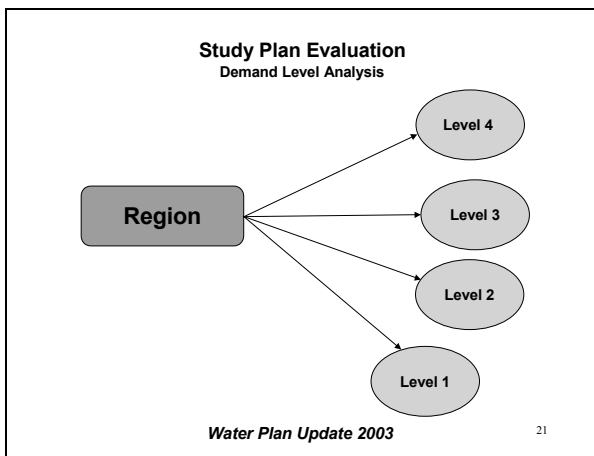 Study Plan Evaluation
Demand Level Analysis
Level 4
Region
Level 3
Level 2
Level 1
Water Plan Update 2003
21